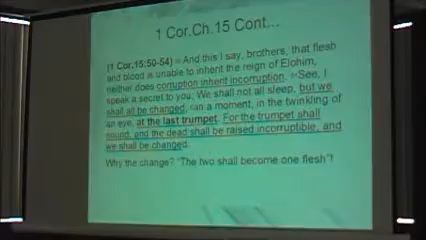 1 Cor.Ch.15 Cont...
(1 Cor.15:50-54) 50 And this I say, brothers, that flesh
and blood is unable to inherit the reign of Elohim,
neither does corruption inherit incorruption. 51 See, I
speak a secret to you: We shall not all sleep, but we
shall all be changed, in a moment, in the twinkling of
an eye, at the last trumpet. For the trumpet shall
sound, and the dead shall be raised incorruptible, and
we shall be changed.
Why the change? "The two shall become one flesh"!